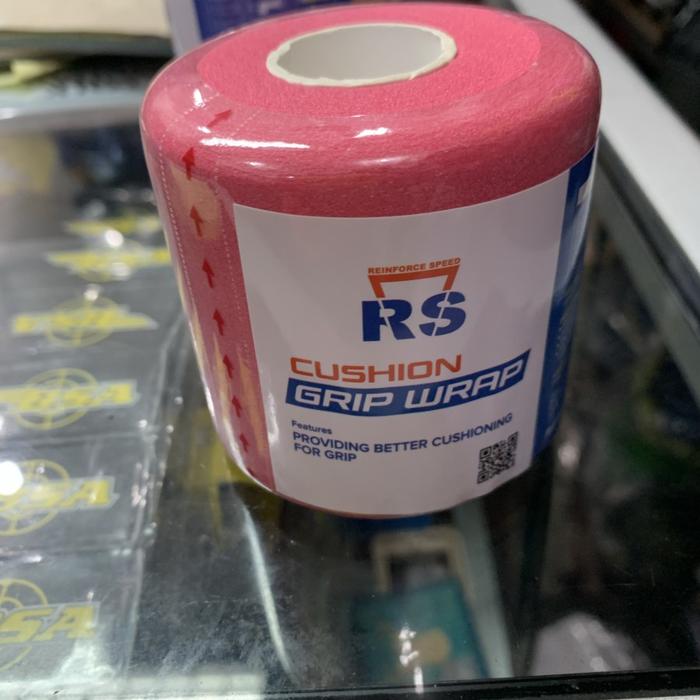 REINFORCE SPEED
RS
CUSHION
GRIP WRAP
Features
PROVIDING BETTER CUSHIONING
FOR GRIP